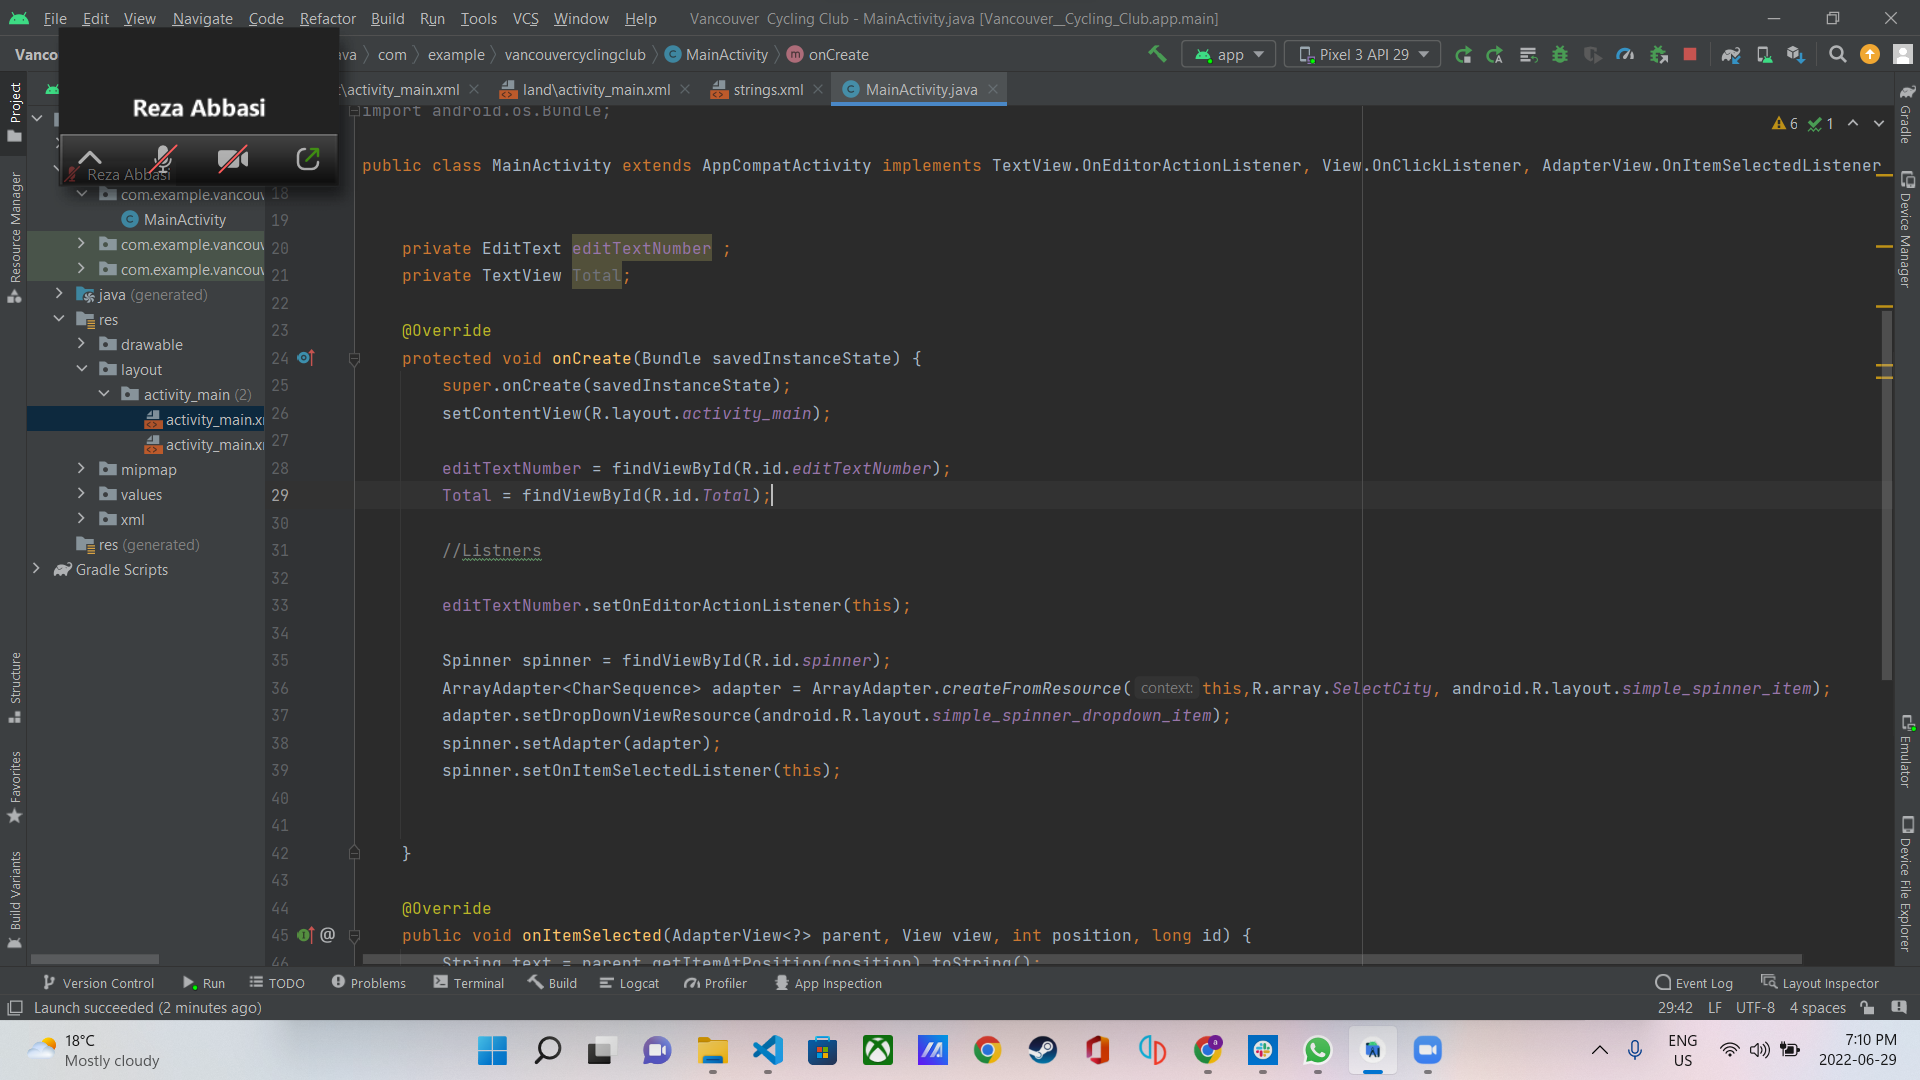 File Edit View Navigate Code Refactor Build Run Tools VCS Window Help Vancouver Cycling Club - MainActivity.java [Vancouver__Cycling_Club.app.main]
Vanco ava com example vancouvercyclingclub MainActivity onCreate app Pixel 3 API 29
\activity_main.xml land\activity_main.xml strings.xml MainActivity.java
Reza Abbasi
Reza Abbasi
Project
Resource Manager
Structure
Favorites
Build Variants
com.example.vancouv
MainActivity
com.example.vancouv
com.example.vancouv
java (generated)
res
drawable
layout
activity_main (2)
activity_main.x
activity_main.x
mipmap
values
xml
res (generated)
Gradle Scripts
6 1
import android.os.Bundle;
public class MainActivity extends AppCompatActivity implements TextView.OnEditorActionListener, View.OnClickListener, AdapterView.OnItemSelectedListener
18
19
20 private EditText editTextNumber ;
21 private TextView Total;
22
23 @Override
24 protected void onCreate(Bundle savedInstanceState) {
25 super.onCreate(savedInstanceState);
26 setContentView(R.layout.activity_main);
27
28 editTextNumber = findViewById(R.id.editTextNumber);
29 Total = findViewById(R.id.Total);
30
31 //Listners
32
33 editTextNumber.setOnEditorActionListener(this);
34
35 Spinner spinner = findViewById(R.id.spinner);
36 ArrayAdapter<CharSequence> adapter = ArrayAdapter.createFromResource( context: this,R.array.SelectCity, android.R.layout.simple_spinner_item);
37 adapter.setDropDownViewResource(android.R.layout.simple_spinner_dropdown_item);
38 spinner.setAdapter(adapter);
39 spinner.setOnItemSelectedListener(this);
40
41
42 }
43
44 @Override
45 @ public void onItemSelected(AdapterView<?> parent, View view, int position, long id) {
46 String text = parent.getItemAtPosition(position).toString();
Gradle
Device Manager
Emulator
Device File Explorer
Version Control Run TODO Problems Terminal Build Logcat Profiler App Inspection Event Log Layout Inspector
Launch succeeded (2 minutes ago) 29:42 LF UTF-8 4 spaces
18°C
Mostly cloudy
ENG
US
7:10 PM
2022-06-29